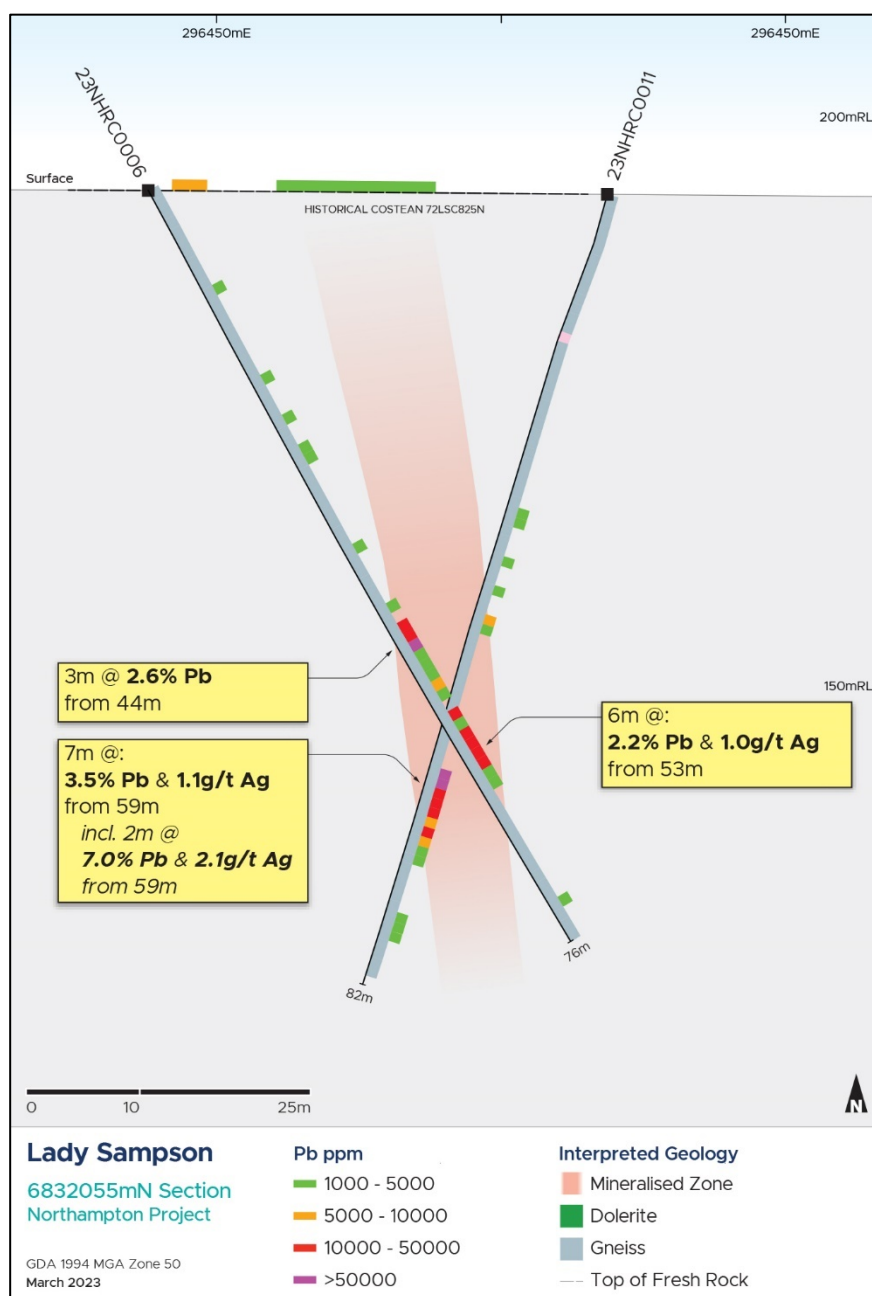 296450mE
296450mE
23NHRC0006
23NHRC0011
200mRL
Surface
HISTORICAL COSTEAN 72LSC825N
3m @ 2.6% Pb
from 44m
150mRL
6m @:
2.2% Pb & 1.0g/t Ag
from 53m
7m @:
3.5% Pb & 1.1g/t Ag
from 59m
incl. 2m @
7.0% Pb & 2.1g/t Ag
from 59m
76m
82m
0 10 25m
N
Lady Sampson
6832055mN Section
Northampton Project
GDA 1994 MGA Zone 50
March 2023
Pb ppm
1000 - 5000
5000 - 10000
10000 - 50000
>50000
Interpreted Geology
Mineralised Zone
Dolerite
Gneiss
Top of Fresh Rock